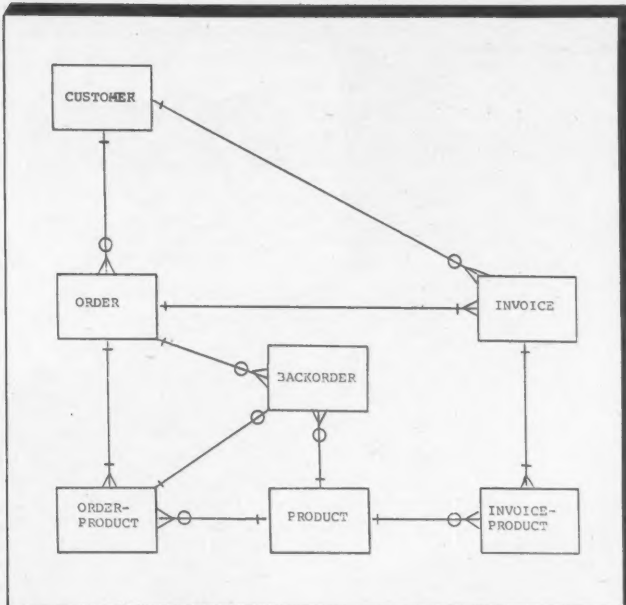 CUSTOMER
ORDER
INVOICE
BACKORDER
ORDER-
PRODUCT
PRODUCT
INVOICE-
PRODUCT